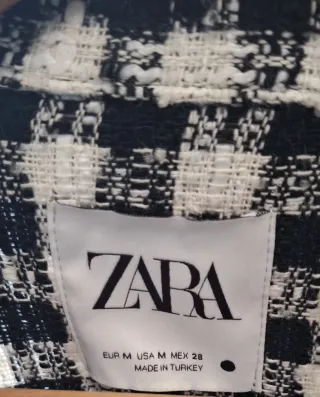 ZARA
EUR M USA M MEX 28
MADE IN TURKEY